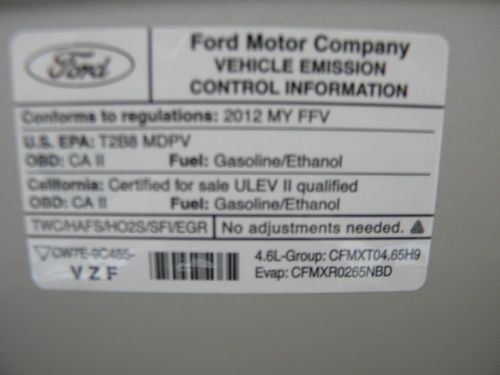 Ford
Ford Motor Company
VEHICLE EMISSION
CONTROL INFORMATION
Conforms to regulations: 2012 MY FFV
U.S. EPA: T2B8 MDPV
OBD: CA II Fuel: Gasoline/Ethanol
California: Certified for sale ULEV II qualified
OBD: CA II Fuel: Gasoline/Ethanol
TWC/HAFS/HO2S/SFI/EGR No adjustments needed.
CW7E-9C485- 4.6L-Group: CFMXT04.65H9
VZF Evap: CFMXR0265NBD